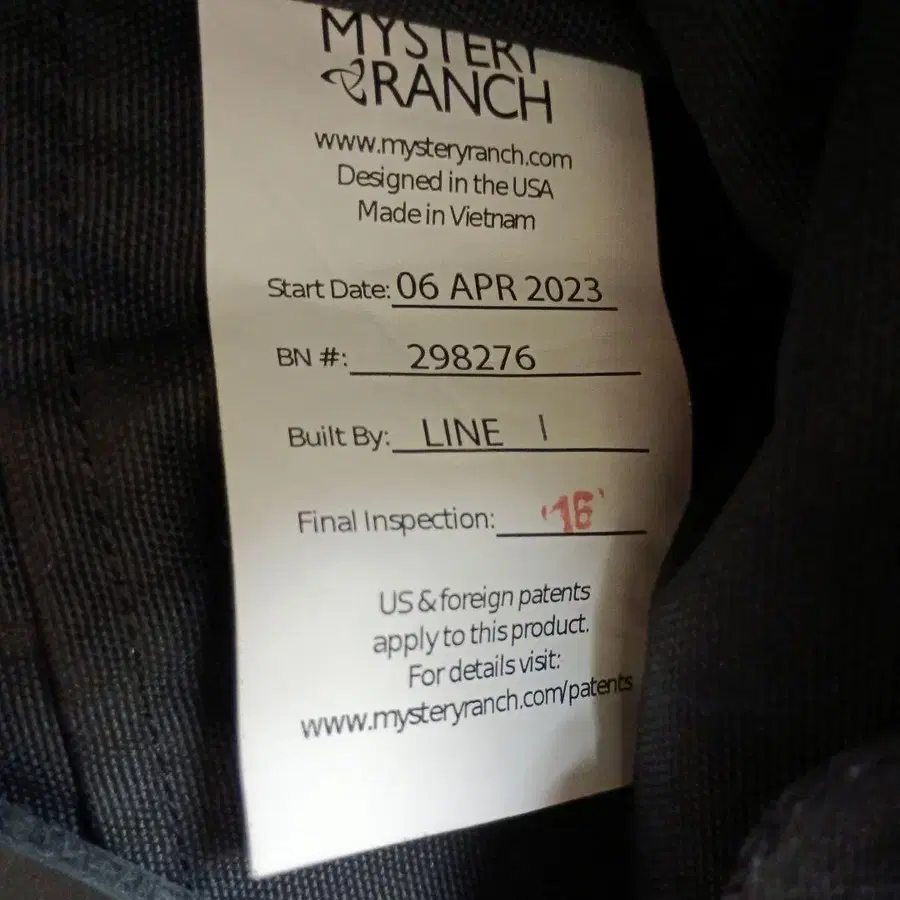 MYSTERY
RANCH
www.mysteryranch.com
Designed in the USA
Made in Vietnam
Start Date: 06 APR 2023
BN #: 298276
Built By: LINE 1
Final Inspection: '16'
US & foreign patents
apply to this product.
For details visit:
www.mysteryranch.com/patents